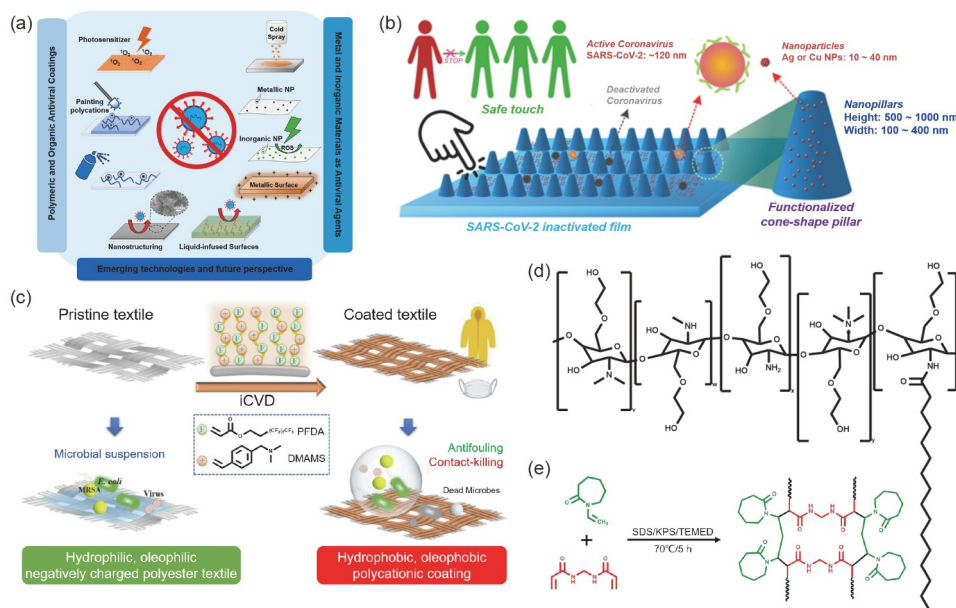 (a)
Polymeric and Organic Antiviral Coatings
Photosensitizer
¹O₂ ¹O₂
¹O₂ ¹O₂
Painting
polycations
Nanostructuring
Liquid-infused Surfaces
Cold
Spray
Metallic NP
Inorganic NP
ROS
Metallic Surface
Metal and Inorganic Materials as Antiviral Agents
Emerging technologies and future perspective
(b)
STOP
Safe touch
Active Coronavirus
SARS-CoV-2: ~120 nm
Deactivated
Coronavirus
Nanoparticles
Ag or Cu NPs: 10 ~ 40 nm
Nanopillars
Height: 500 ~ 1000 nm
Width: 100 ~ 400 nm
Functionalized
cone-shape pillar
SARS-CoV-2 inactivated film
(c)
Pristine textile
Coated textile
iCVD
PFDA
DMAMS
Microbial suspension
E. coli
MRSA
Virus
Antifouling
Contact-killing
Dead Microbes
Hydrophilic, oleophilic
negatively charged polyester textile
Hydrophobic, oleophobic
polycationic coating
(d)
(e)
SDS/KPS/TEMED
70℃/5 h